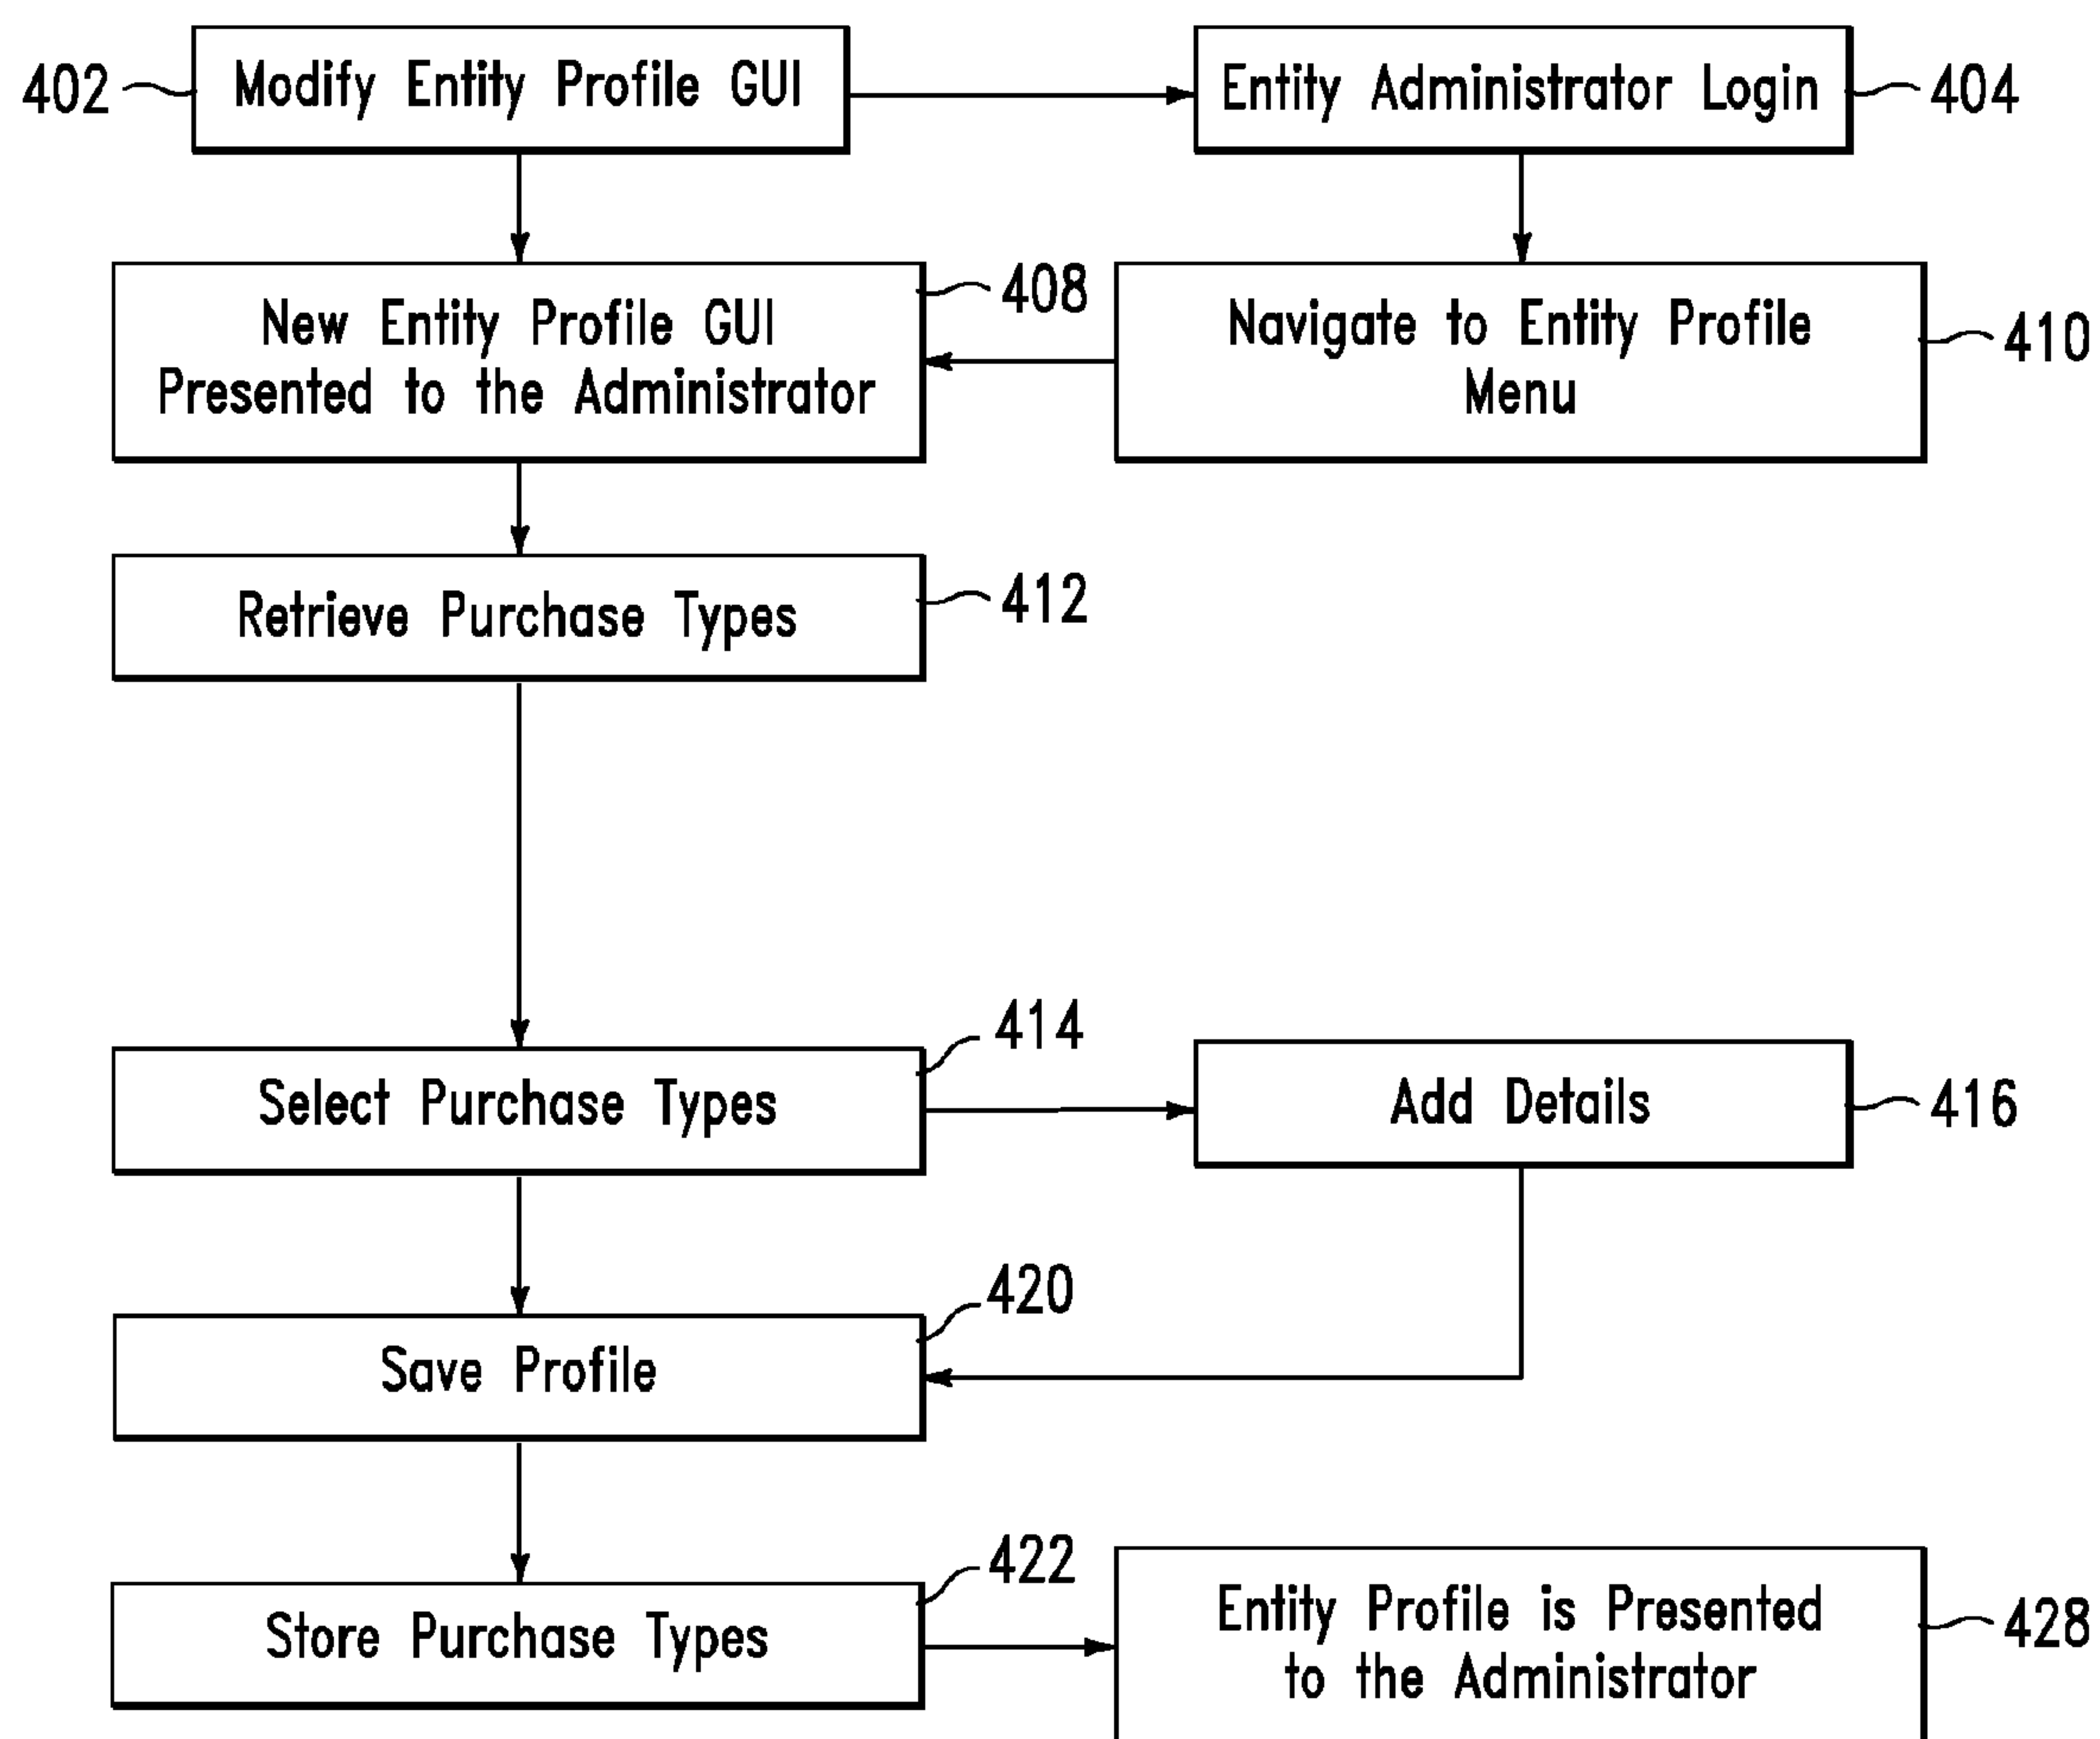 402
Modify Entity Profile GUI
Entity Administrator Login
404
New Entity Profile GUI
Presented to the Administrator
408
Navigate to Entity Profile
Menu
410
Retrieve Purchase Types
412
Select Purchase Types
414
Add Details
416
Save Profile
420
Store Purchase Types
422
Entity Profile is Presented
to the Administrator
428